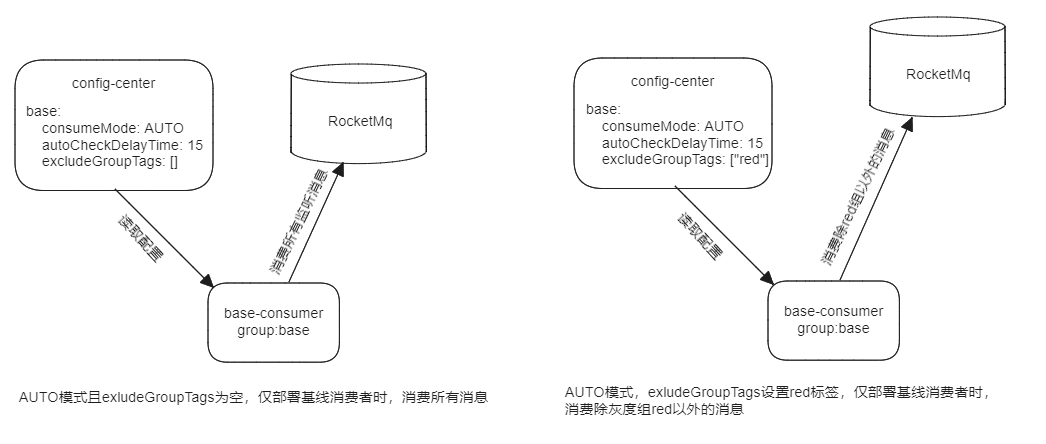 config-center
base:
consumeMode: AUTO
autoCheckDelayTime: 15
excludeGroupTags: []
RocketMq
读取配置
消费所有监听消息
base-consumer
group:base
AUTO模式且exludeGroupTags为空，仅部署基线消费者时，消费所有消息
config-center
base:
consumeMode: AUTO
autoCheckDelayTime: 15
excludeGroupTags: ["red"]
RocketMq
读取配置
消费除red组以外的消息
base-consumer
group:base
AUTO模式，exludeGroupTags设置red标签，仅部署基线消费者时，
消费除灰度组red以外的消息